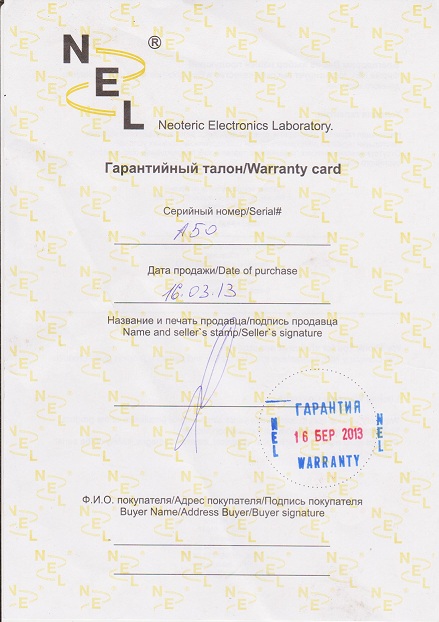 NEL ®
Neoteric Electronics Laboratory.
Гарантийный талон/Warranty card
Серийный номер/Serial#
A50
Дата продажи/Date of purchase
16.03.13
Название и печать продавца/подпись продавца
Name and seller`s stamp/Seller`s signature
ГАРАНТИЯ
NEL 16 БЕР 2013 NEL
WARRANTY
Ф.И.О. покупателя/Адрес покупателя/Подпись покупателя
Buyer Name/Address Buyer/Buyer signature